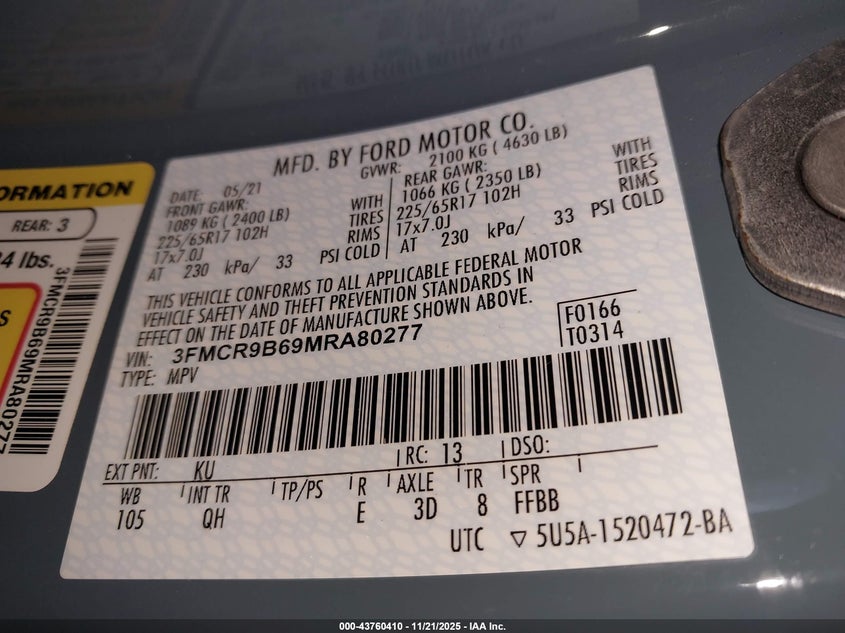 ORMATION
REAR: 3
4 lbs.
S
3FMCR9B69MRA80277
MFD. BY FORD MOTOR CO.
DATE: 05/21
GVWR: 2100 KG ( 4630 LB)
FRONT GAWR:
1089 KG ( 2400 LB)
225/65R17 102H
17x7.0J
AT 230 kPa/ 33
WITH
TIRES
RIMS
PSI COLD
REAR GAWR:
1066 KG ( 2350 LB)
225/65R17 102H
17x7.0J
AT 230 kPa/ 33
WITH
TIRES
RIMS
PSI COLD
THIS VEHICLE CONFORMS TO ALL APPLICABLE FEDERAL MOTOR
VEHICLE SAFETY AND THEFT PREVENTION STANDARDS IN
EFFECT ON THE DATE OF MANUFACTURE SHOWN ABOVE.
VIN: 3FMCR9B69MRA80277
TYPE: MPV
F0166
T0314
EXT PNT: KU RC: 13 DSO:
WB INT TR TP/PS R AXLE TR SPR
105 QH E 3D 8 FFBB
UTC ▽ 5U5A-1520472-BA
000-43760410 - 11/21/2025 - IAA Inc.